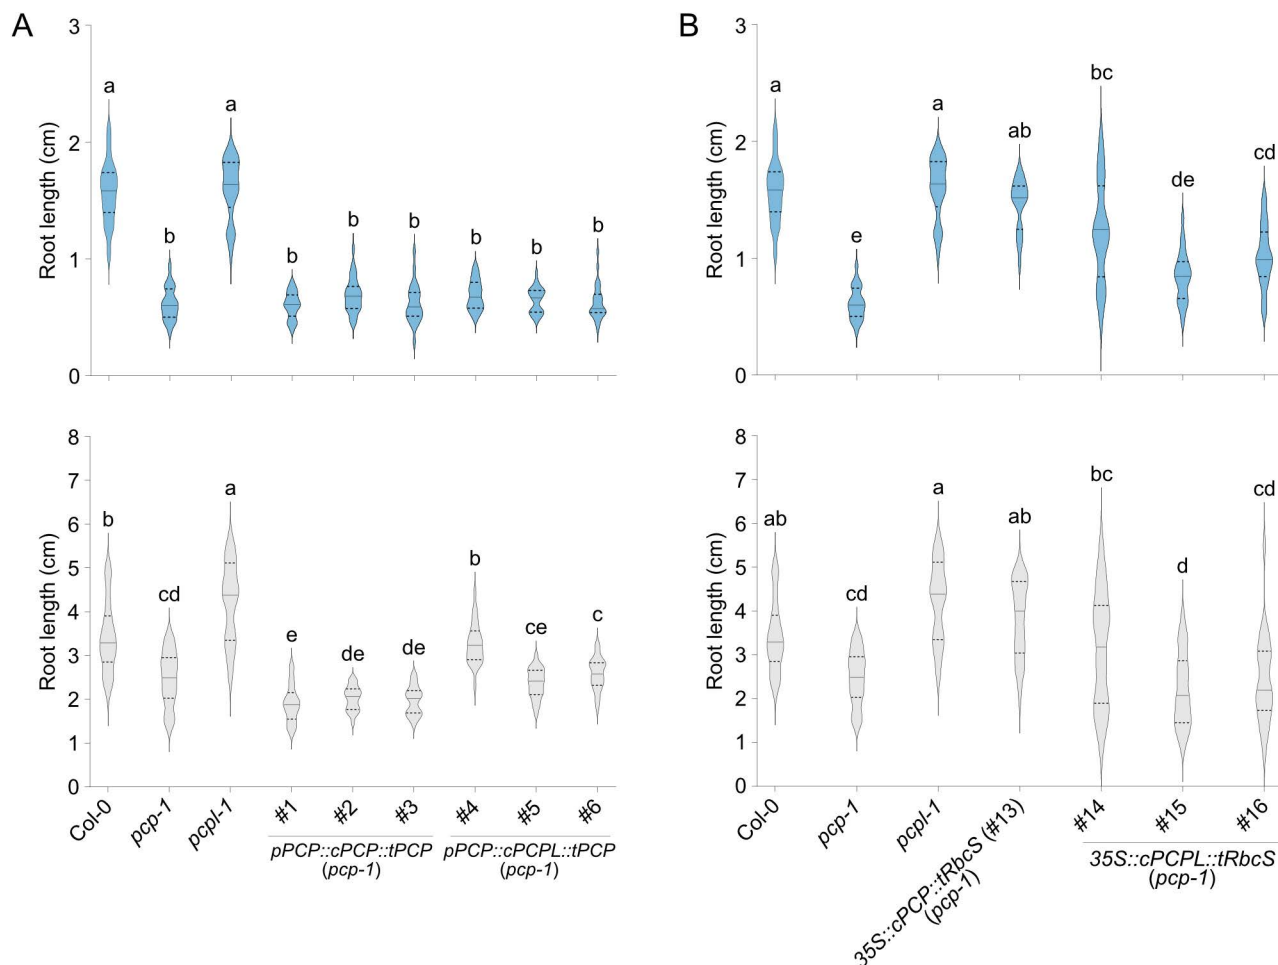 A
Root length (cm)
3
2
1
0
a
b
a
b
b
b
b
b
b
B
Root length (cm)
3
2
1
0
a
e
a
ab
bc
de
cd
Root length (cm)
8
7
6
5
4
3
2
1
0
b
cd
a
e
de
de
b
ce
c
Col-0
pcp-1
pcpl-1
#1
#2
#3
#4
#5
#6
pPCP::cPCP::tPCP
(pcp-1)
pPCP::cPCPL::tPCP
(pcp-1)
Root length (cm)
8
7
6
5
4
3
2
1
0
ab
cd
a
ab
bc
d
cd
Col-0
pcp-1
pcpl-1
35S::cPCP::tRbcS (#13)
(pcp-1)
#14
#15
#16
35S::cPCPL::tRbcS
(pcp-1)